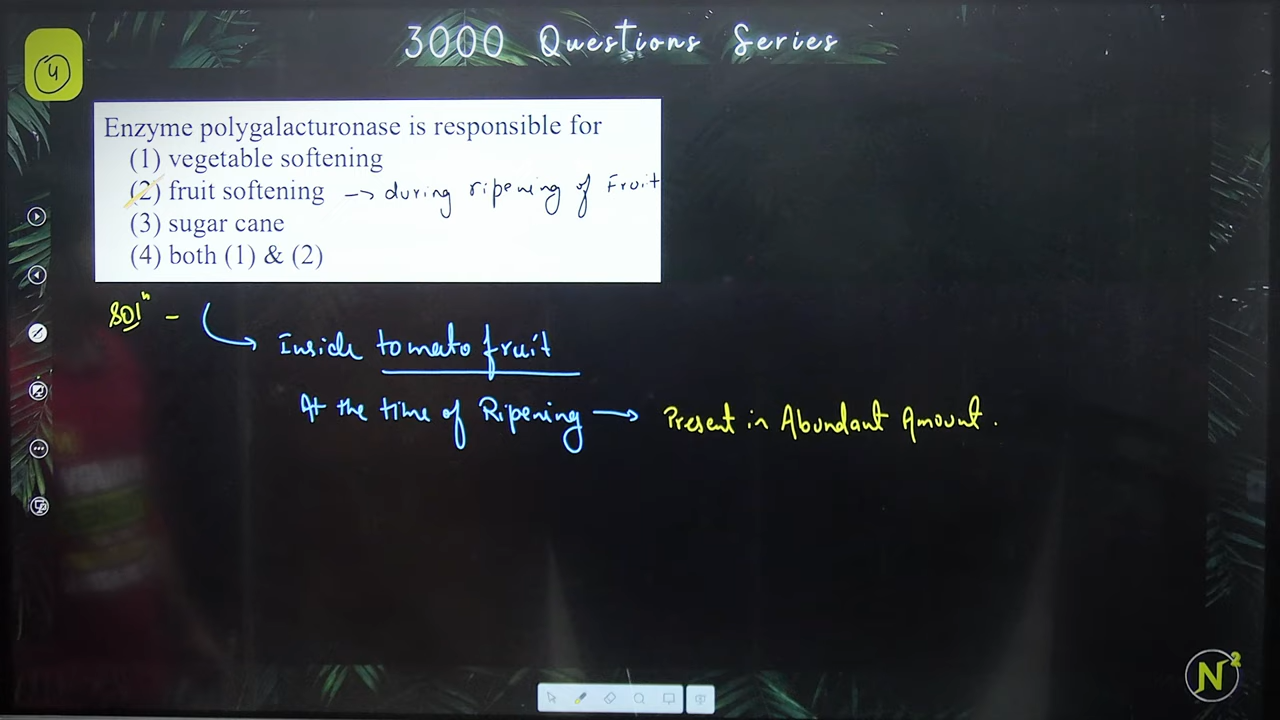 3000 Questions Series
4
Enzyme polygalacturonase is responsible for
(1) vegetable softening
(2) fruit softening → during ripening of Fruit
(3) sugar cane
(4) both (1) & (2)
Solⁿ -
Inside tomato fruit
At the time of Ripening → Present in Abundant Amount.
N²